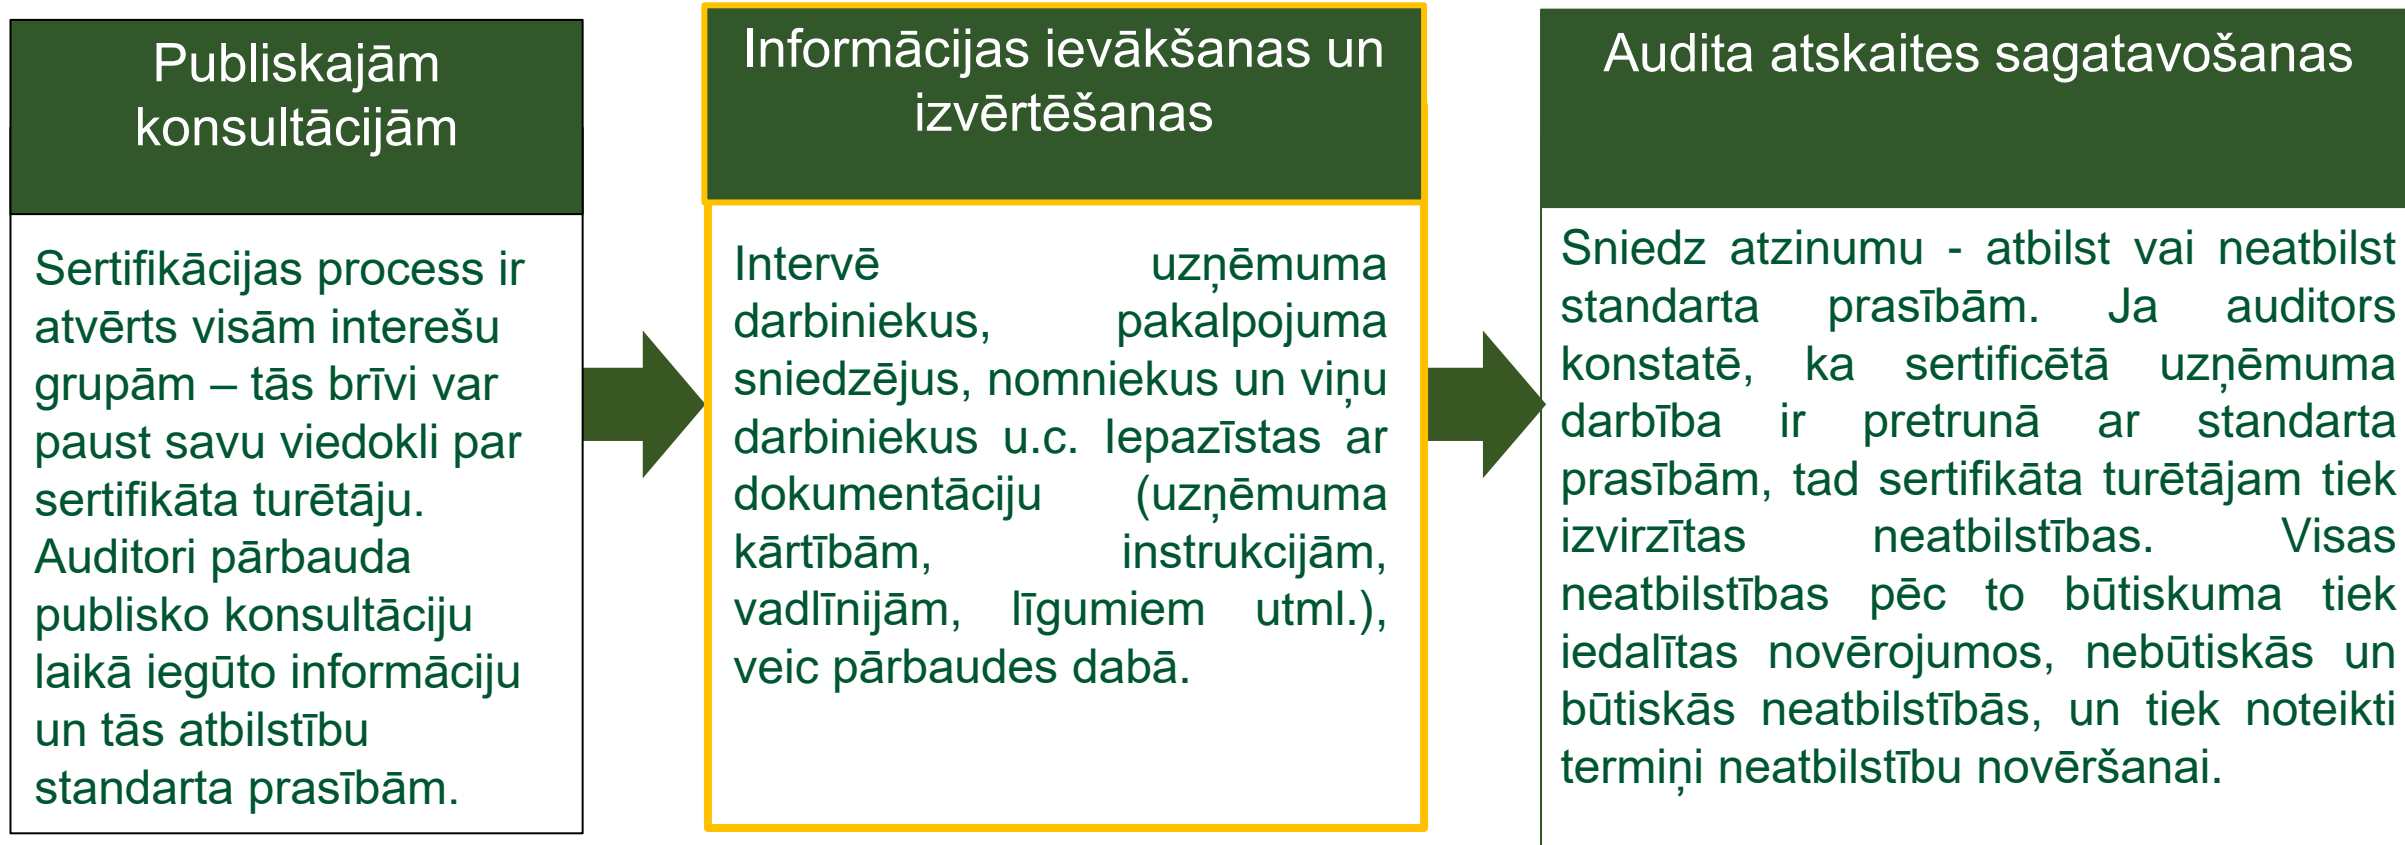 Publiskajām
konsultācijām
Sertifikācijas process ir
atvērts visām interešu
grupām – tās brīvi var
paust savu viedokli par
sertifikāta turētāju.
Auditori pārbauda
publisko konsultāciju
laikā iegūto informāciju
un tās atbilstību
standarta prasībām.
Informācijas ievākšanas un
izvērtēšanas
Intervē uzņēmuma
darbiniekus, pakalpojuma
sniedzējus, nomniekus un viņu
darbiniekus u.c. Iepazīstas ar
dokumentāciju (uzņēmuma
kārtībām, instrukcijām,
vadlīnijām, līgumiem utml.),
veic pārbaudes dabā.
Audita atskaites sagatavošanas
Sniedz atzinumu - atbilst vai neatbilst
standarta prasībām. Ja auditors
konstatē, ka sertificētā uzņēmuma
darbība ir pretrunā ar standarta
prasībām, tad sertifikāta turētājam tiek
izvirzītas neatbilstības. Visas
neatbilstības pēc to būtiskuma tiek
iedalītas novērojumos, nebūtiskās un
būtiskās neatbilstībās, un tiek noteikti
termiņi neatbilstību novēršanai.